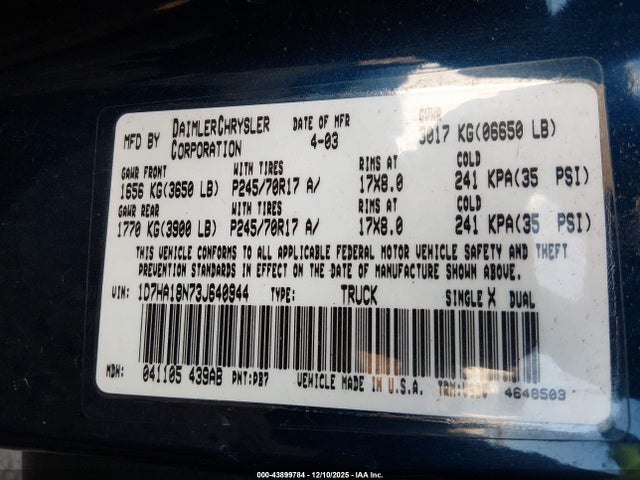 MFD BY DAIMLERCHRYSLER CORPORATION DATE OF MFR 4-03 GVWR 3017 KG(06650 LB)
GAWR FRONT WITH TIRES RIMS AT COLD
1656 KG(3650 LB) P245/70R17 A/ 17X8.0 241 KPA(35 PSI)
GAWR REAR WITH TIRES RIMS AT COLD
1770 KG(3900 LB) P245/70R17 A/ 17X8.0 241 KPA(35 PSI)
THIS VEHICLE CONFORMS TO ALL APPLICABLE FEDERAL MOTOR VEHICLE SAFETY AND THEFT
PREVENTION STANDARDS IN EFFECT ON THE DATE OF MANUFACTURE SHOWN ABOVE.
VIN: 1D7HA18N73J640944 TYPE: TRUCK SINGLE X DUAL
MDH: 041105 439AB PNT:PB7 VEHICLE MADE IN U.S.A. 4648503
000-43899784 - 12/10/2025 - IAA Inc.